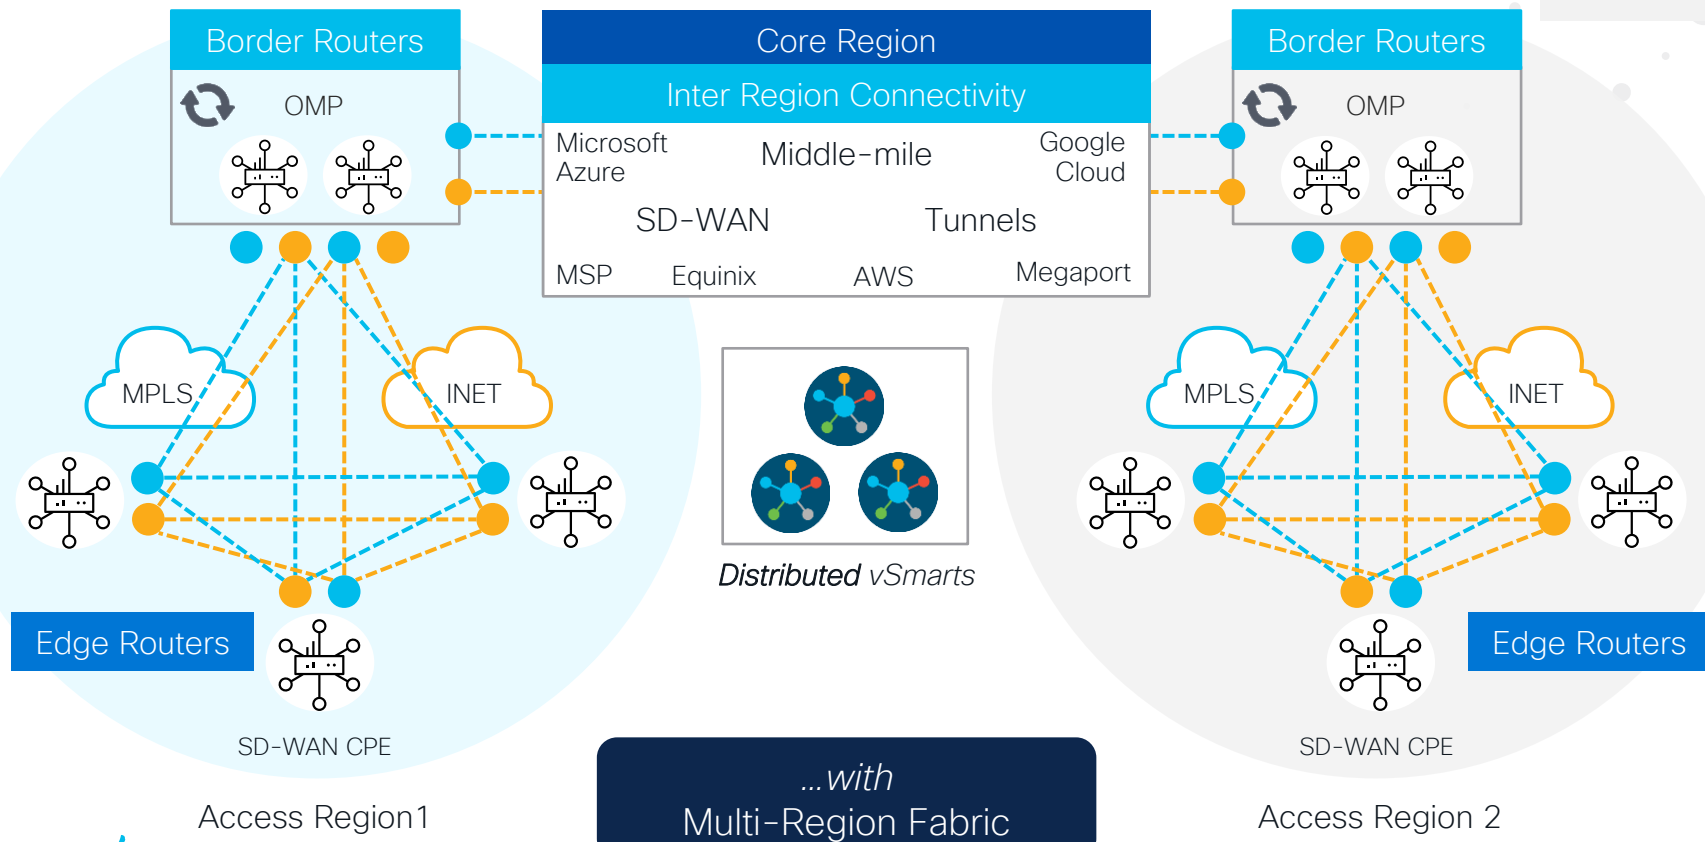 Border Routers
OMP
Core Region
Inter Region Connectivity
Microsoft
Azure
Middle-mile
Google
Cloud
SD-WAN
Tunnels
MSP
Equinix
AWS
Megaport
Border Routers
OMP
MPLS
INET
MPLS
INET
Distributed vSmarts
Edge Routers
Edge Routers
SD-WAN CPE
SD-WAN CPE
...with
Multi-Region Fabric
Access Region1
Access Region 2